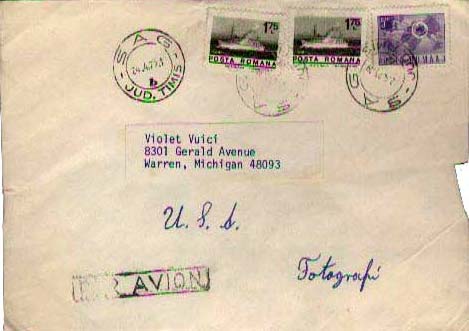 1.75
POSTA ROMANA
1.75
POSTA ROMANA
SAG
JUD. TIMIS
b
Violet Vuici
8301 Gerald Avenue
Warren, Michigan 48093
U.S.A.
Fotografi
PAR AVION